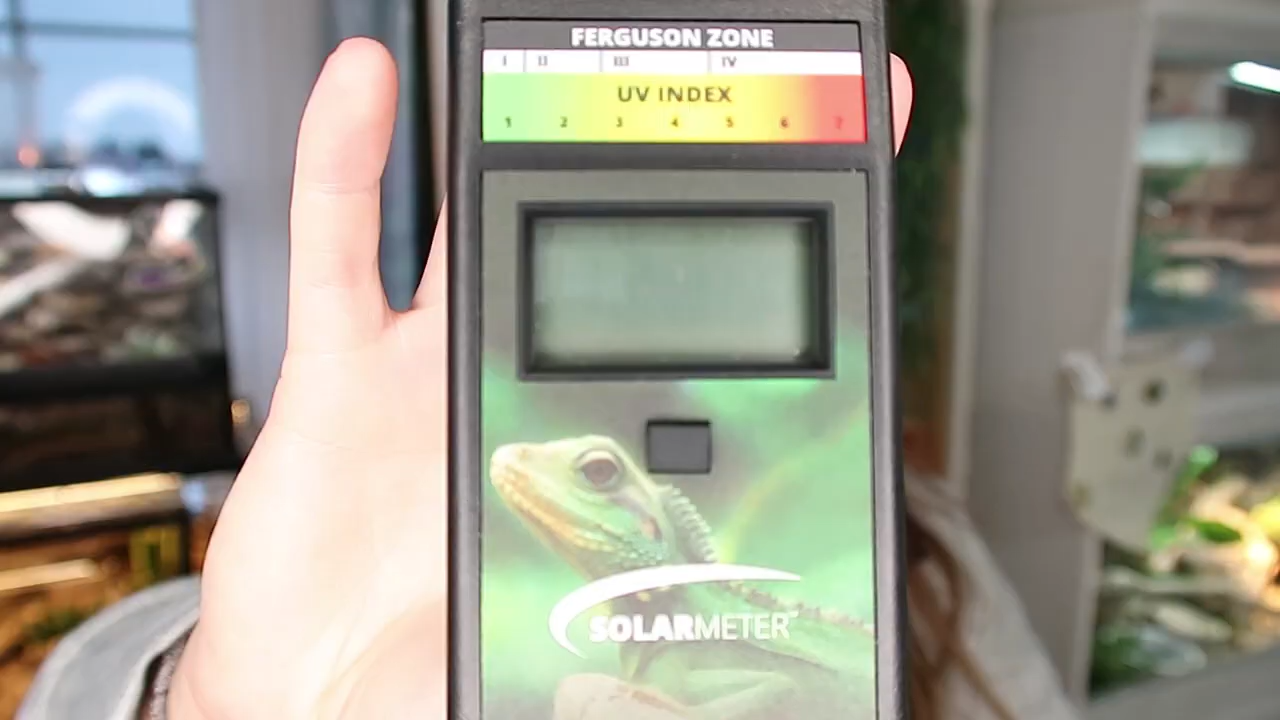 FERGUSON ZONE
I II III IV
UV INDEX
1 2 3 4 5 6 7
SOLARMETER